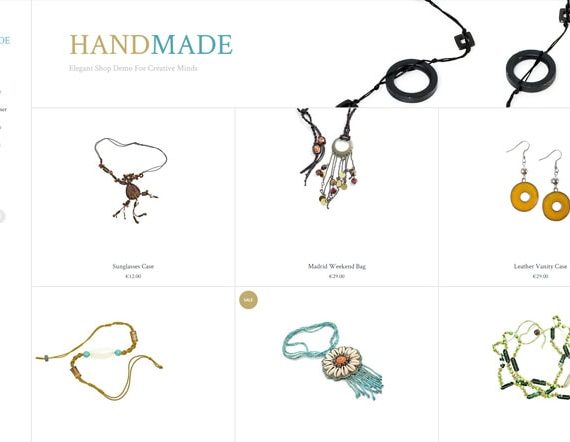 HANDMADE
Elegant Shop Demo For Creative Minds
Sunglasses Case
€12.00
Madrid Weekend Bag
€29.00
Leather Vanity Case
€29.00
SALE